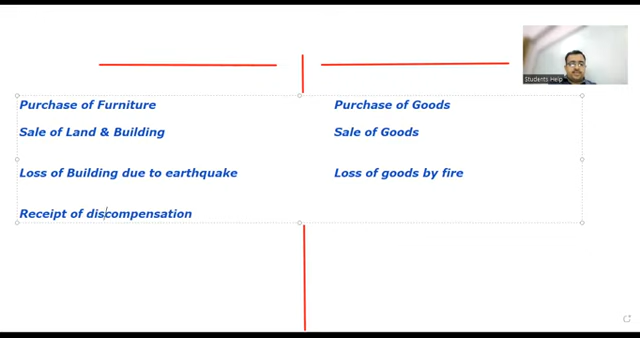 Students Help
Purchase of Furniture
Purchase of Goods
Sale of Land & Building
Sale of Goods
Loss of Building due to earthquake
Loss of goods by fire
Receipt of discompensation